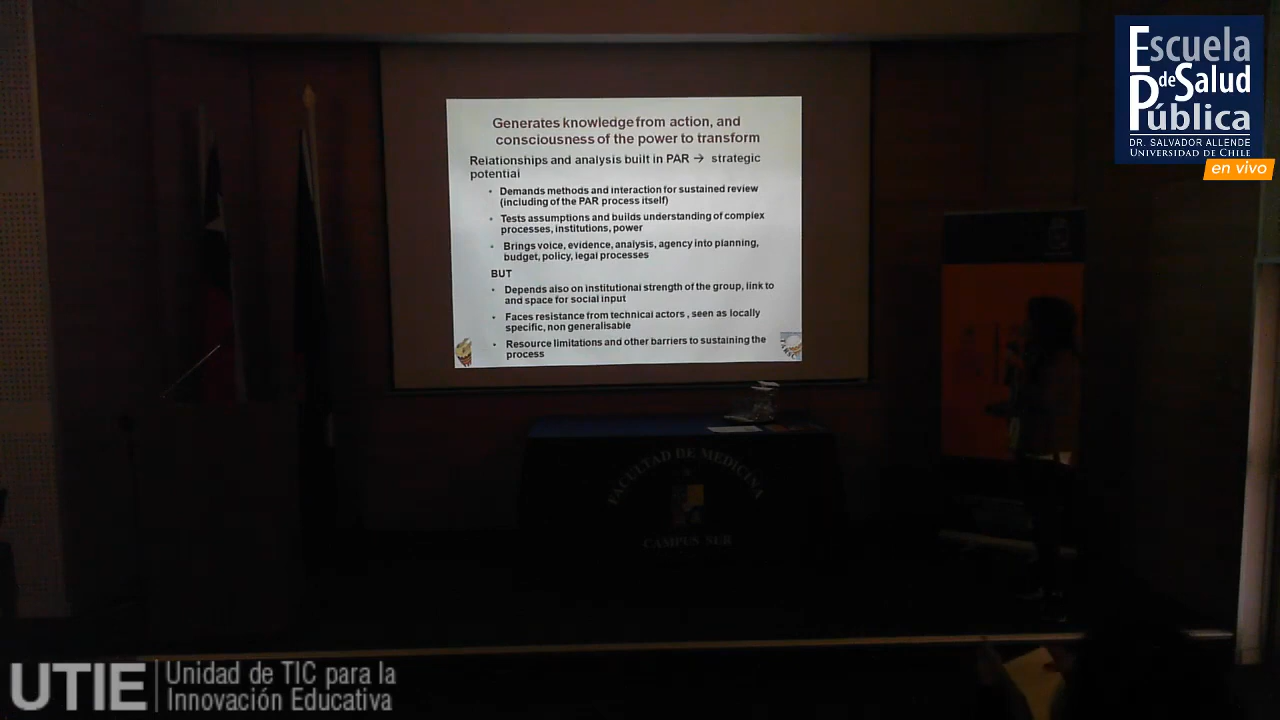 Generates knowledge from action, and
consciousness of the power to transform
Relationships and analysis built in PAR → strategic
potential
• Demands methods and interaction for sustained review
(including of the PAR process itself)
• Tests assumptions and builds understanding of complex
processes, institutions, power
• Brings voice, evidence, analysis, agency into planning,
budget, policy, legal processes
BUT
• Depends also on institutional strength of the group, link to
and space for social input
• Faces resistance from technical actors , seen as locally
specific, non generalisable
• Resource limitations and other barriers to sustaining the
process
Escuela
de Salud
Pública
DR. SALVADOR ALLENDE
UNIVERSIDAD DE CHILE
en vivo
FACULTAD DE MEDICINA
CAMPUS SUR
UTIE
Unidad de TIC para la
Innovación Educativa